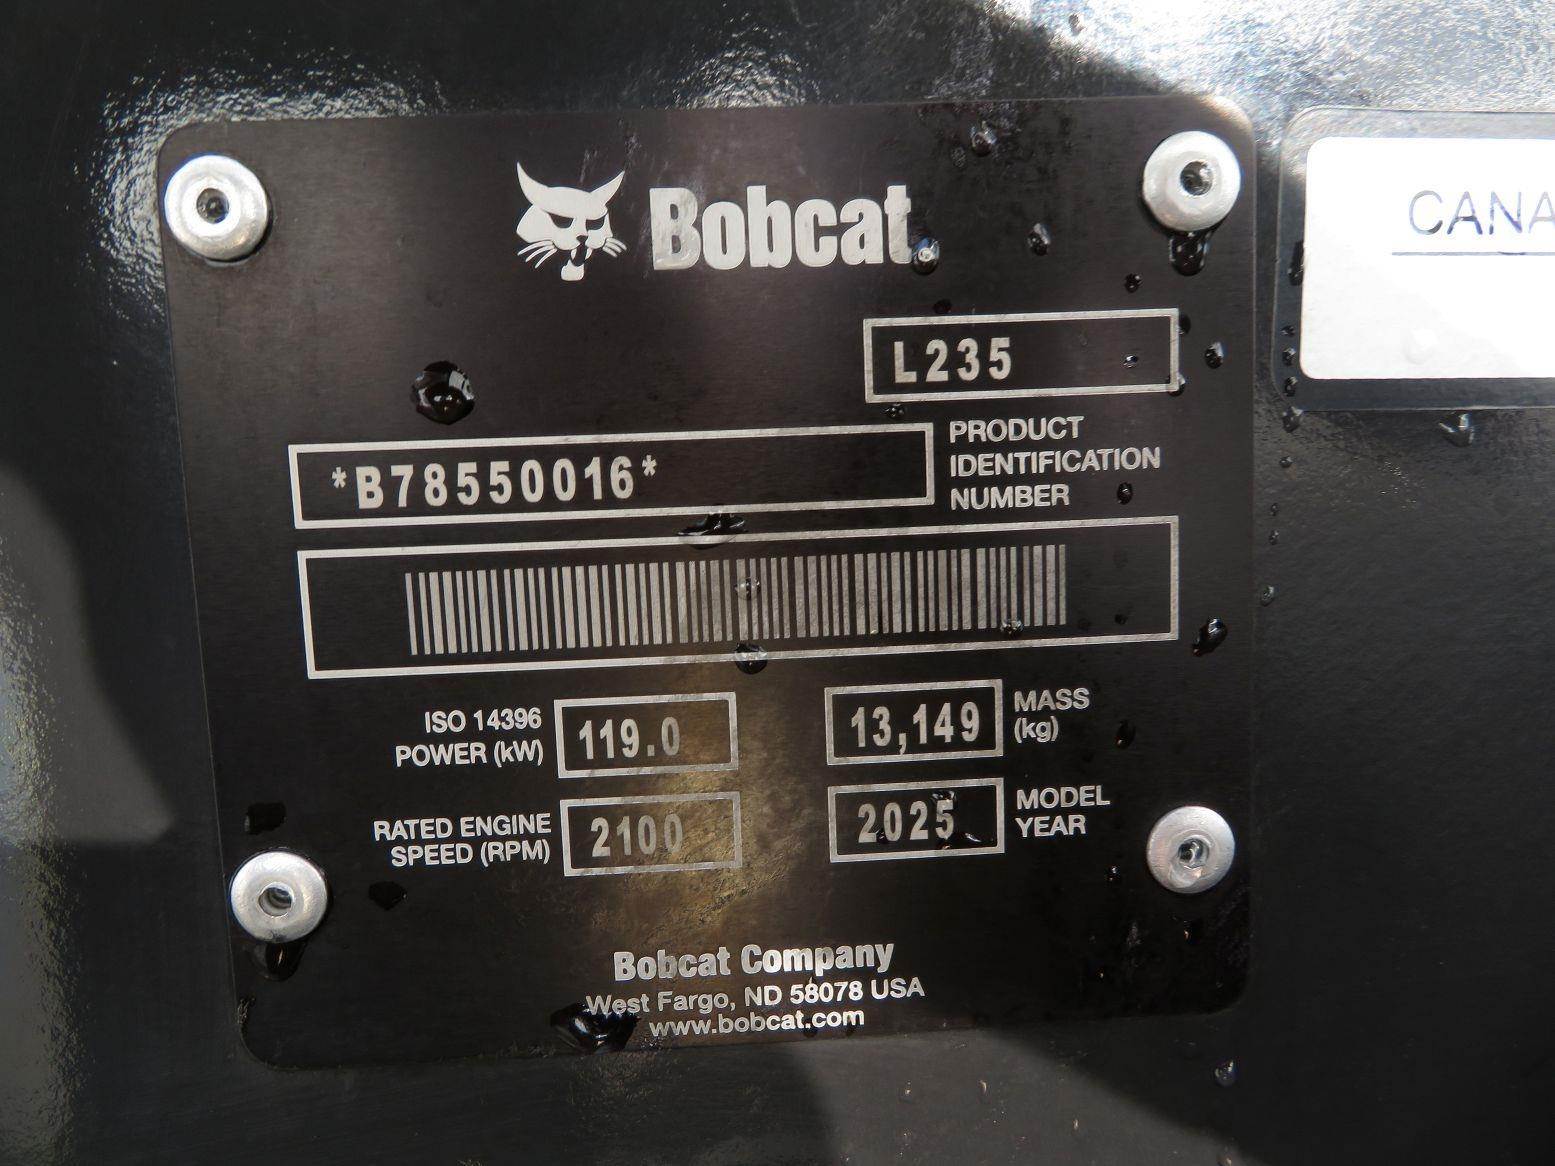 Bobcat
CANA
L235
*B78550016*
PRODUCT
IDENTIFICATION
NUMBER
ISO 14396
POWER (kW)
119.0
13,149
MASS
(kg)
RATED ENGINE
SPEED (RPM)
2100
2025
MODEL
YEAR
Bobcat Company
West Fargo, ND 58078 USA
www.bobcat.com